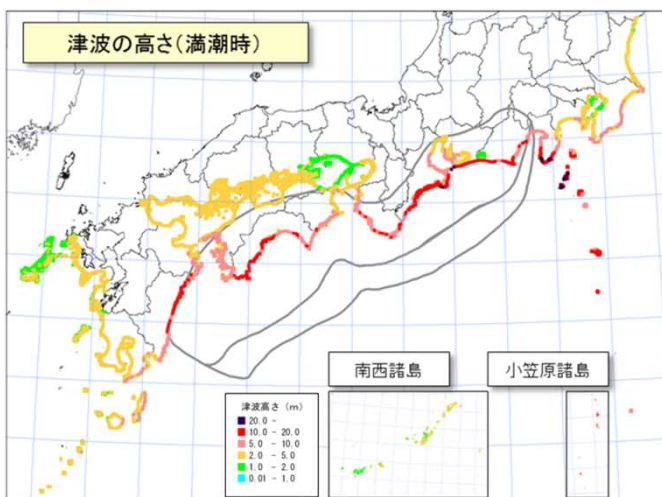 津波の高さ(満潮時)
南西諸島
小笠原諸島
津波高さ (m)
20.0 -
10.0 - 20.0
5.0 - 10.0
2.0 - 5.0
1.0 - 2.0
0.01 - 1.0